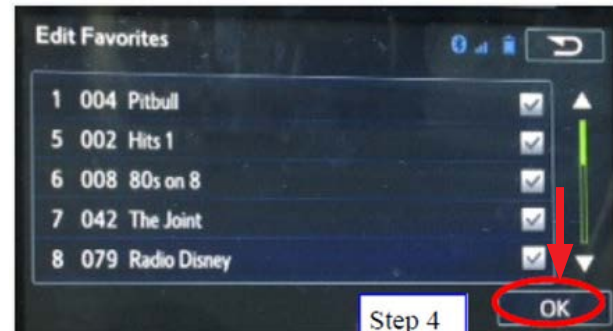 Edit Favorites
1 004 Pitbull
5 002 Hits 1
6 008 80s on 8
7 042 The Joint
8 079 Radio Disney
Step 4
OK